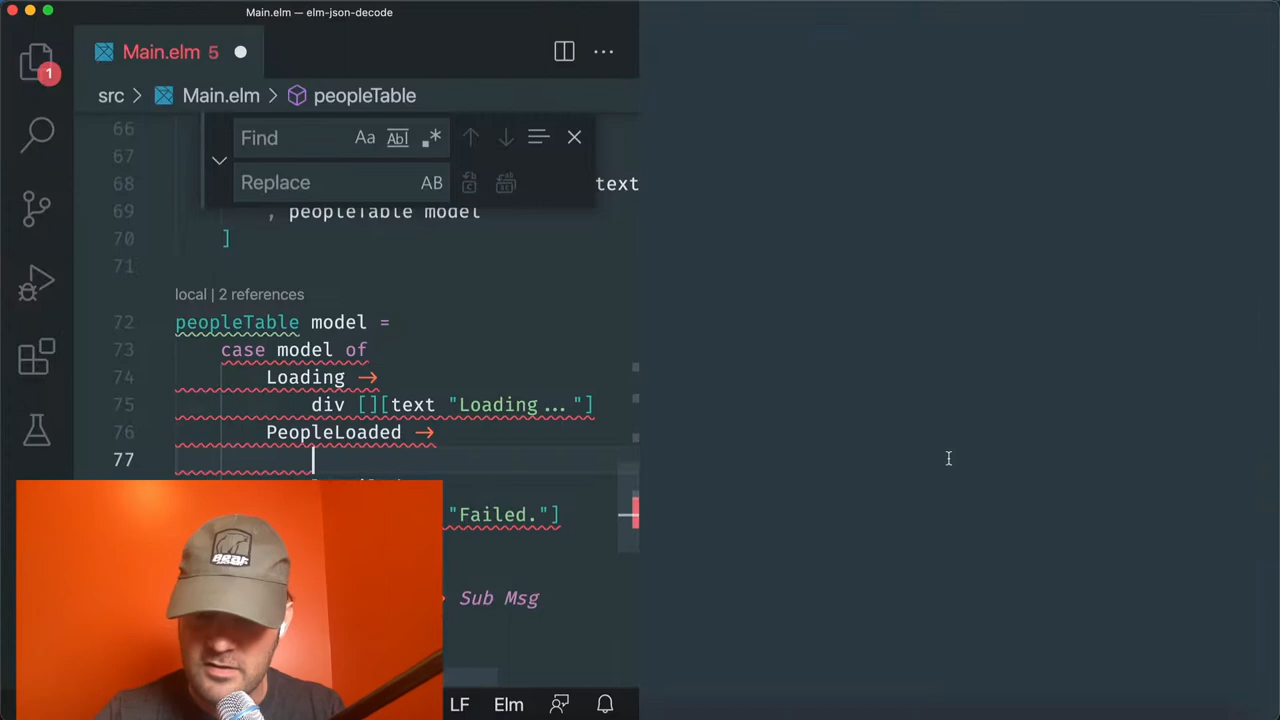 Main.elm — elm-json-decode
Main.elm 5
1
src > Main.elm > peopleTable
Find Aa Abl .*
Replace AB
66
67
68 text
69 , peopleTable model
70 ]
71
local | 2 references
72 peopleTable model =
73 case model of
74 Loading →
75 div [][text "Loading..."]
76 PeopleLoaded →
77
"Failed."]
Sub Msg
LF Elm